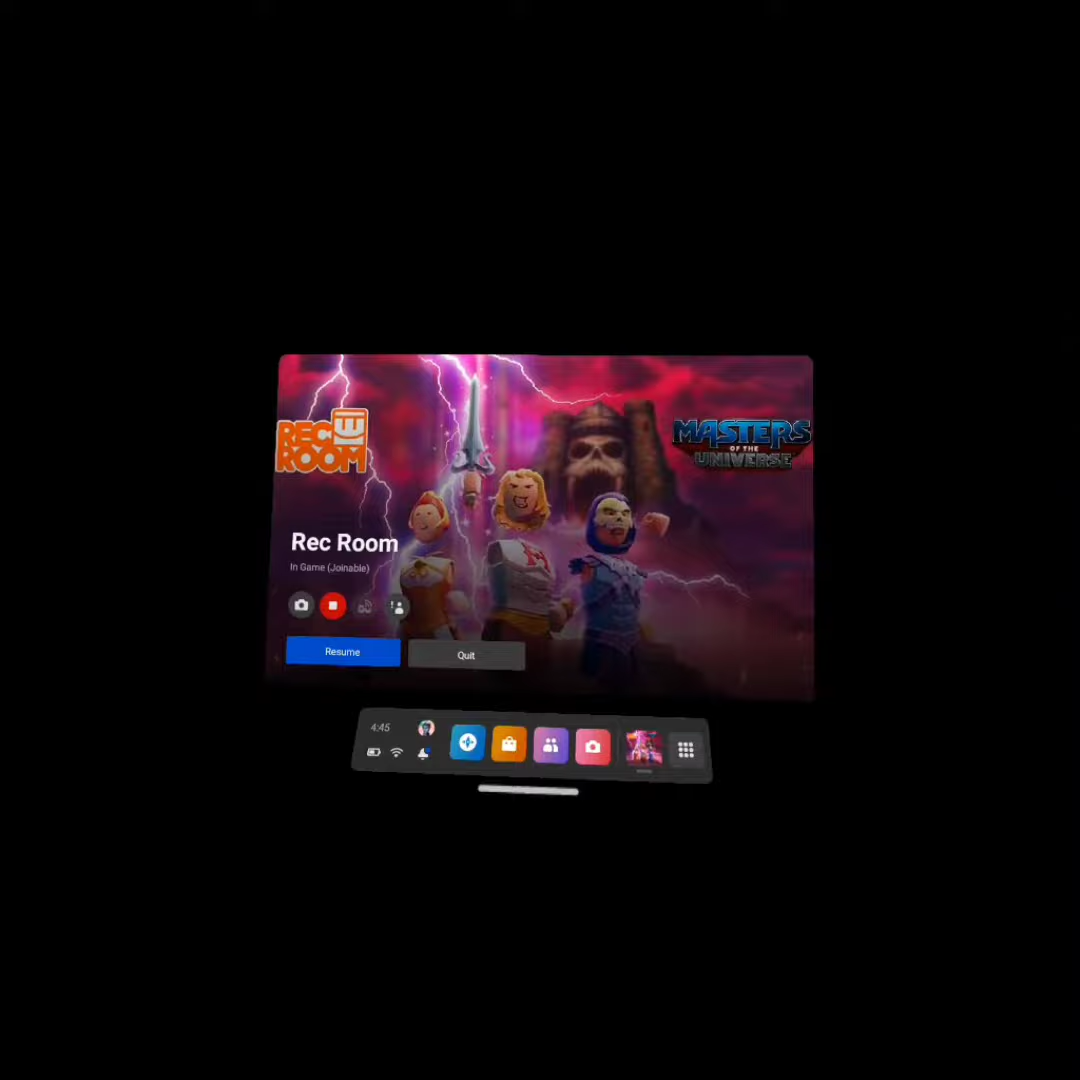 REC
ROOM
MASTERS
OF THE
UNIVERSE
Rec Room
In Game (Joinable)
Resume
Quit
4:45